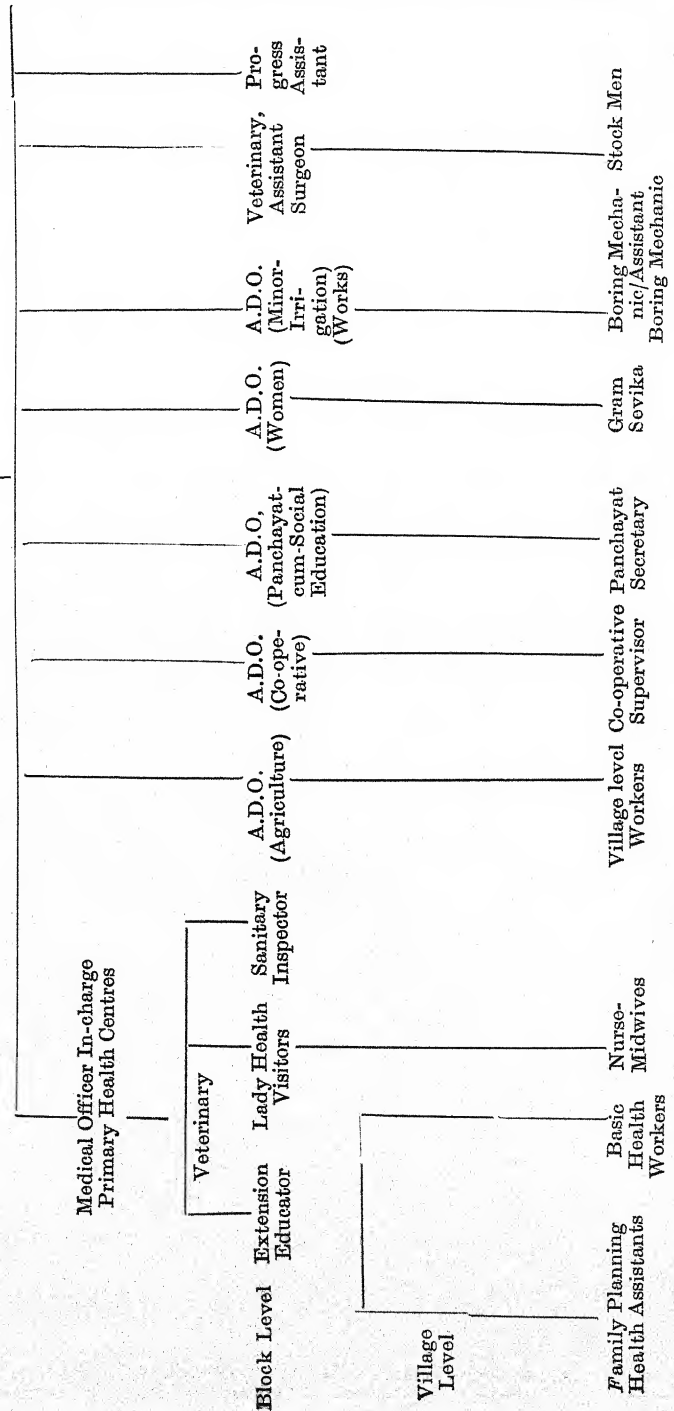 Medical Officer In-charge
Primary Health Centres
Veterinary
Block Level
Extension
Educator
Lady Health
Visitors
Sanitary
Inspector
A.D.O.
(Agriculture)
A.D.O.
(Co-ope-
rative)
A.D.O,
(Panchayat-
cum-Social
Education)
A.D.O.
(Women)
A.D.O.
(Minor-
Irri-
gation)
(Works)
Veterinary,
Assistant
Surgeon
Pro-
gress
Assis-
tant
Village
Level
Family Planning
Health Assistants
Basic
Health
Workers
Nurse-
Midwives
Village level
Workers
Co-operative
Supervisor
Panchayat
Secretary
Gram
Sevika
Boring Mecha-
nic/Assistant
Boring Mechanic
Stock Men